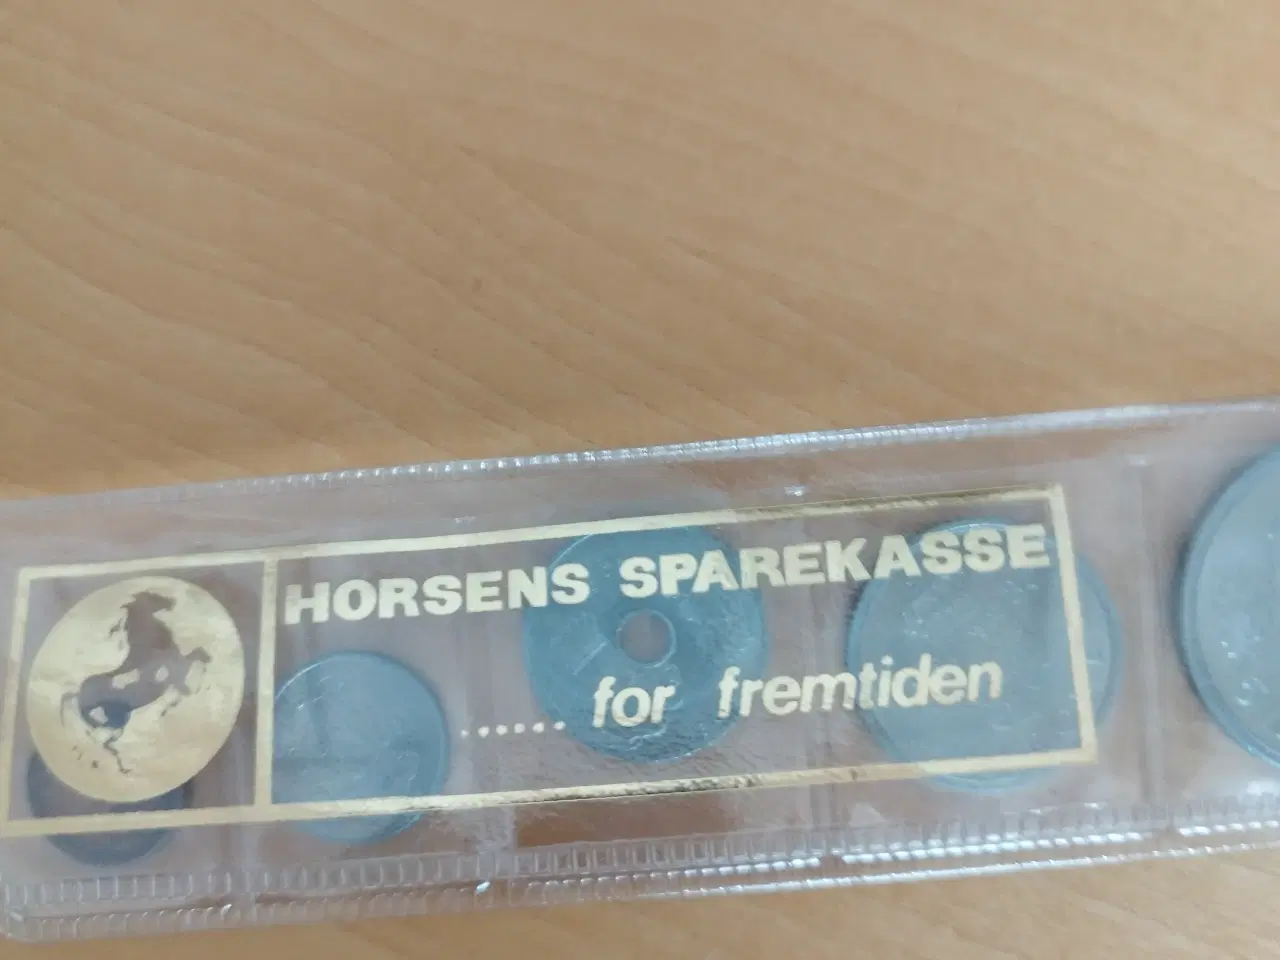 HORSENS SPAREKASSE
...... for fremtiden